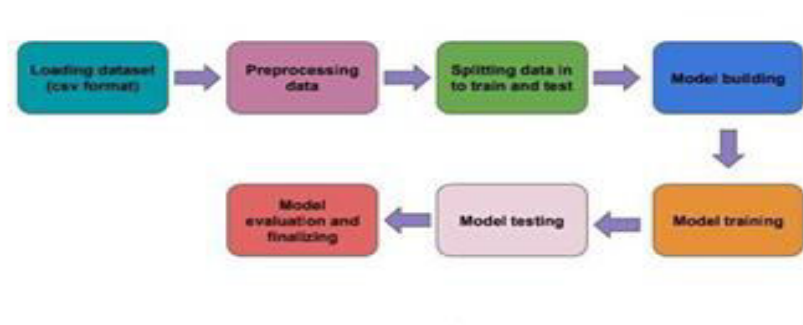 Loading dataset
(csv format)
Preprocessing
data
Splitting data in
to train and test
Model building
Model training
Model testing
Model
evaluation and
finalizing